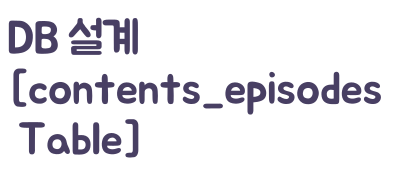 DB 설계
[contents_episodes
Table]